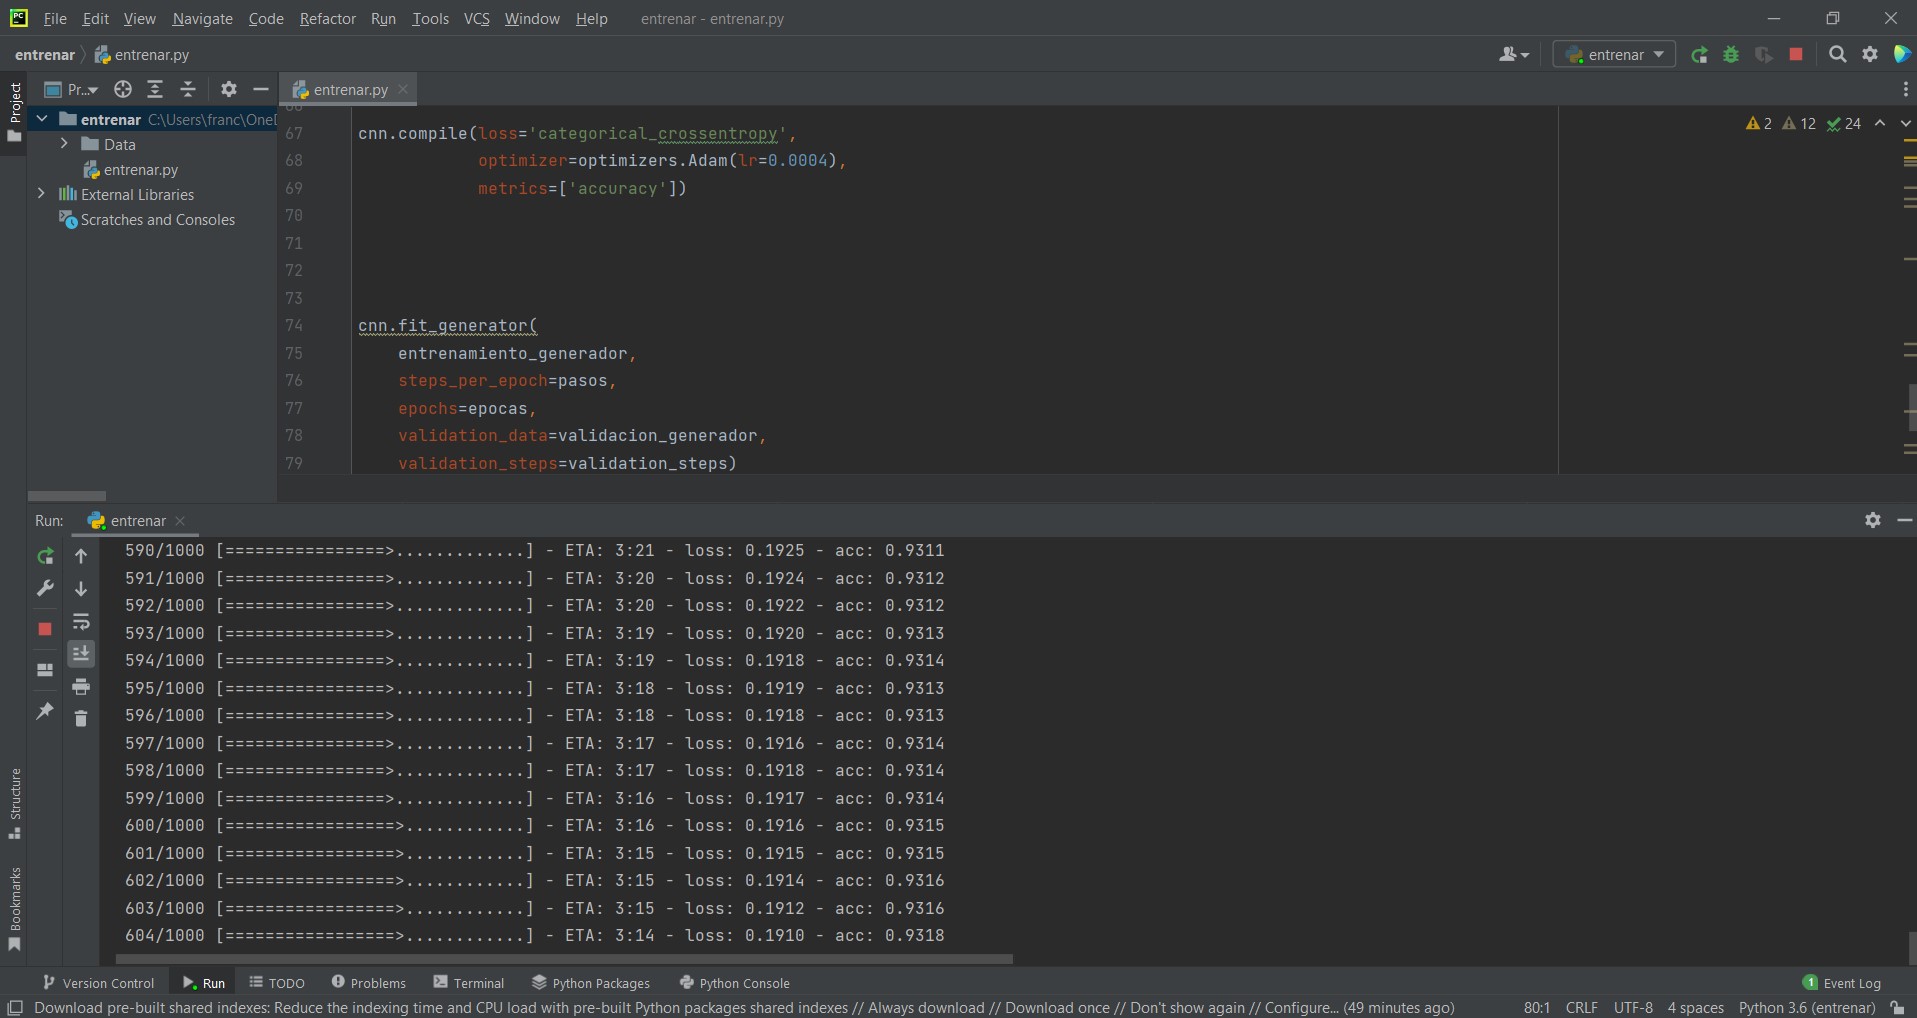 PC File Edit View Navigate Code Refactor Run Tools VCS Window Help entrenar - entrenar.py
entrenar entrenar.py entrenar
Project
Pr... entrenar.py
entrenar C:\Users\franc\OneD
Data
entrenar.py
External Libraries
Scratches and Consoles
2 12 24
67 cnn.compile(loss='categorical_crossentropy',
68 optimizer=optimizers.Adam(lr=0.0004),
69 metrics=['accuracy'])
70
71
72
73
74 cnn.fit_generator(
75 entrenamiento_generador,
76 steps_per_epoch=pasos,
77 epochs=epocas,
78 validation_data=validacion_generador,
79 validation_steps=validation_steps)
Run: entrenar
590/1000 [================>.............] - ETA: 3:21 - loss: 0.1925 - acc: 0.9311
591/1000 [================>.............] - ETA: 3:20 - loss: 0.1924 - acc: 0.9312
592/1000 [================>.............] - ETA: 3:20 - loss: 0.1922 - acc: 0.9312
593/1000 [================>.............] - ETA: 3:19 - loss: 0.1920 - acc: 0.9313
594/1000 [================>.............] - ETA: 3:19 - loss: 0.1918 - acc: 0.9314
595/1000 [================>.............] - ETA: 3:18 - loss: 0.1919 - acc: 0.9313
596/1000 [================>.............] - ETA: 3:18 - loss: 0.1918 - acc: 0.9313
597/1000 [================>.............] - ETA: 3:17 - loss: 0.1916 - acc: 0.9314
598/1000 [================>.............] - ETA: 3:17 - loss: 0.1918 - acc: 0.9314
599/1000 [================>.............] - ETA: 3:16 - loss: 0.1917 - acc: 0.9314
600/1000 [=================>............] - ETA: 3:16 - loss: 0.1916 - acc: 0.9315
601/1000 [=================>............] - ETA: 3:15 - loss: 0.1915 - acc: 0.9315
602/1000 [=================>............] - ETA: 3:15 - loss: 0.1914 - acc: 0.9316
603/1000 [=================>............] - ETA: 3:15 - loss: 0.1912 - acc: 0.9316
604/1000 [=================>............] - ETA: 3:14 - loss: 0.1910 - acc: 0.9318
Structure
Bookmarks
Version Control Run TODO Problems Terminal Python Packages Python Console 1 Event Log
Download pre-built shared indexes: Reduce the indexing time and CPU load with pre-built Python packages shared indexes // Always download // Download once // Don't show again // Configure... (49 minutes ago) 80:1 CRLF UTF-8 4 spaces Python 3.6 (entrenar)